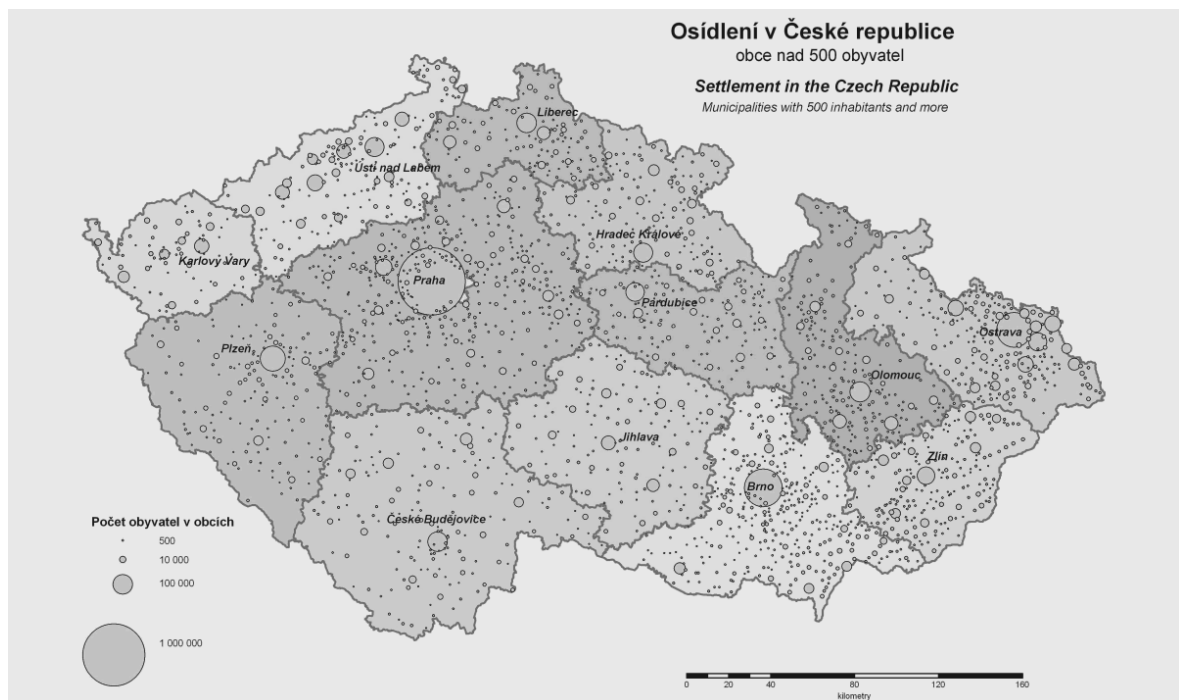 Osídlení v České republice
obce nad 500 obyvatel
Settlement in the Czech Republic
Municipalities with 500 inhabitants and more
Liberec
Ústí nad Labem
Hradec Králové
Karlovy Vary
Praha
Pardubice
Ostrava
Plzeň
Olomouc
Jihlava
Zlín
Brno
České Budějovice
Počet obyvatel v obcích
500
10 000
100 000
1 000 000
0 20 40 80 120 160
kilometry